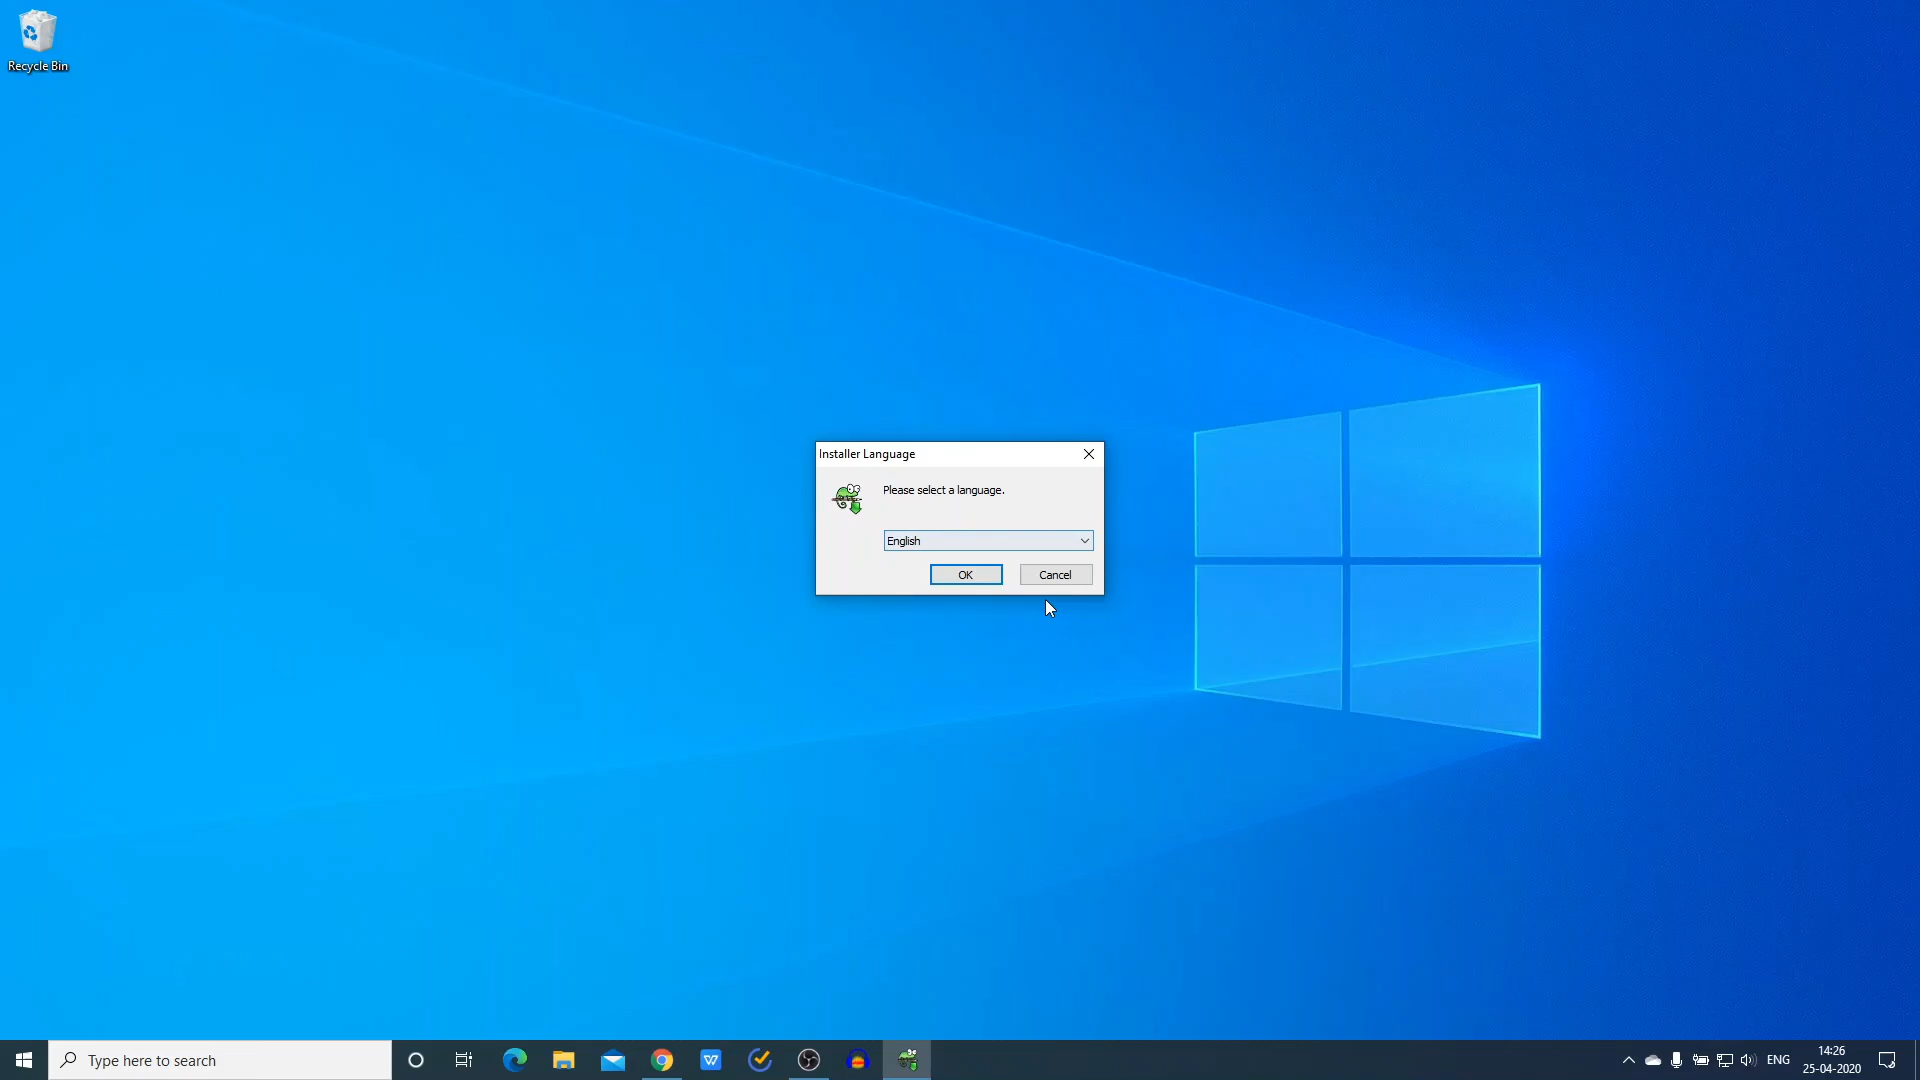 Recycle Bin
Installer Language
Please select a language.
English
OK
Cancel
Type here to search
ENG
14:26
25-04-2020